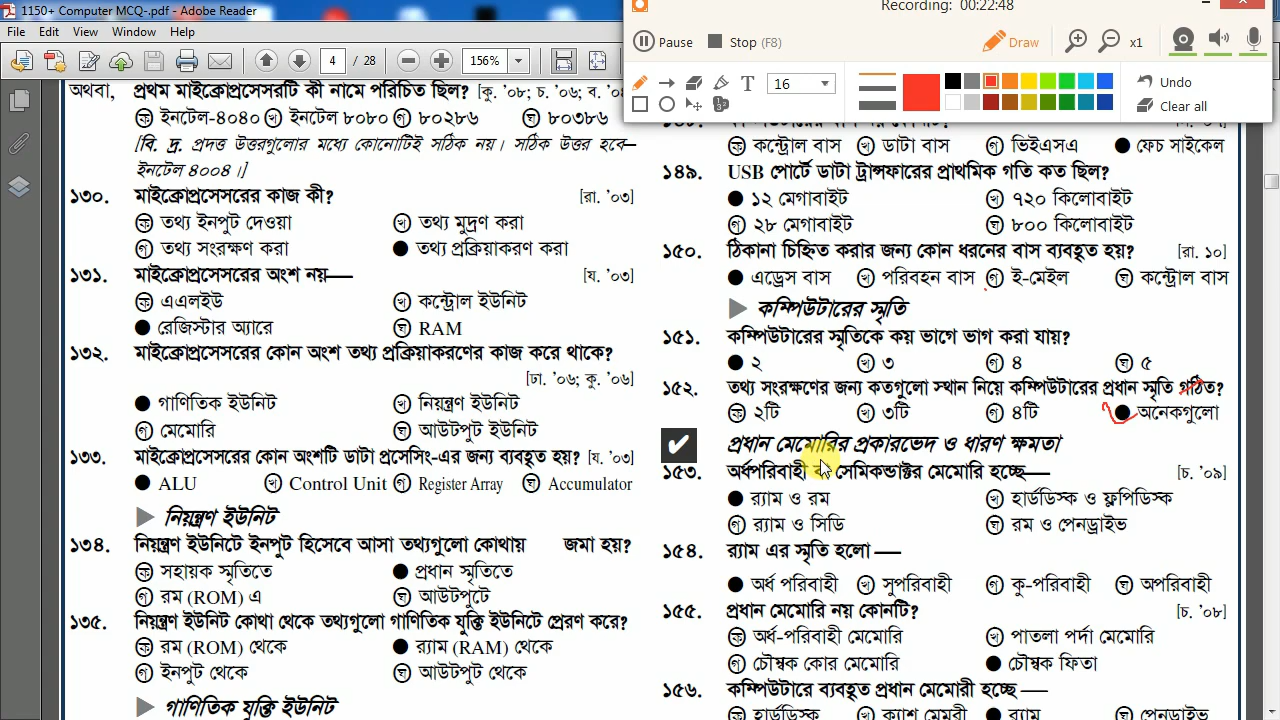 1150+ Computer MCQ-.pdf - Adobe Reader
File Edit View Window Help
4 / 28 156%
Recording: 00:22:48
Pause Stop (F8) Draw x1
T 16 Undo
Clear all
অথবা, প্রথম মাইক্রোপ্রসেসরটি কী নামে পরিচিত ছিল? [কু. '০৮; চ. '০৬; ব. '০৪
ক ইনটেল-৪০৪০ খ ইনটেল ৮০৮০ গ ৮০২৮৬ ঘ ৮০৩৮৬
[বি. দ্র. প্রদত্ত উত্তরগুলোর মধ্যে কোনোটিই সঠিক নয়। সঠিক উত্তর হবে–
ইনটেল ৪০০৪।]
১৩০. মাইক্রোপ্রসেসরের কাজ কী? [রা. '০৩]
ক তথ্য ইনপুট দেওয়া খ তথ্য মুদ্রণ করা
গ তথ্য সংরক্ষণ করা ● তথ্য প্রক্রিয়াকরণ করা
১৩১. মাইক্রোপ্রসেসরের অংশ নয়— [য. '০৩]
ক এএলইউ খ কন্ট্রোল ইউনিট
● রেজিস্টার অ্যারে ঘ RAM
১৩২. মাইক্রোপ্রসেসরের কোন অংশ তথ্য প্রক্রিয়াকরণের কাজ করে থাকে?
[ঢা. '০৬; কু. '০৬]
● গাণিতিক ইউনিট খ নিয়ন্ত্রণ ইউনিট
গ মেমোরি ঘ আউটপুট ইউনিট
১৩৩. মাইক্রোপ্রসেসরের কোন অংশটি ডাটা প্রসেসিং-এর জন্য ব্যবহৃত হয়? [য. '০৩]
● ALU খ Control Unit গ Register Array ঘ Accumulator
নিয়ন্ত্রণ ইউনিট
১৩৪. নিয়ন্ত্রণ ইউনিটে ইনপুট হিসেবে আসা তথ্যগুলো কোথায় জমা হয়?
ক সহায়ক স্মৃতিতে ● প্রধান স্মৃতিতে
গ রম (ROM) এ ঘ আউটপুটে
১৩৫. নিয়ন্ত্রণ ইউনিট কোথা থেকে তথ্যগুলো গাণিতিক যুক্তি ইউনিটে প্রেরণ করে?
ক রম (ROM) থেকে ● র‌্যাম (RAM) থেকে
গ ইনপুট থেকে ঘ আউটপুট থেকে
গাণিতিক যুক্তি ইউনিট
ক কন্ট্রোল বাস খ ডাটা বাস গ ভিইএসএ ● ফেচ সাইকেল
১৪৯. USB পোর্টে ডাটা ট্রান্সফারের প্রাথমিক গতি কত ছিল?
● ১২ মেগাবাইট খ ৭২০ কিলোবাইট
গ ২৮ মেগাবাইট ঘ ৮০০ কিলোবাইট
১৫০. ঠিকানা চিহ্নিত করার জন্য কোন ধরনের বাস ব্যবহৃত হয়? [রা. ১০]
● এড্রেস বাস খ পরিবহন বাস গ ই-মেইল ঘ কন্ট্রোল বাস
কম্পিউটারের স্মৃতি
১৫১. কম্পিউটারের স্মৃতিকে কয় ভাগে ভাগ করা যায়?
● ২ খ ৩ গ ৪ ঘ ৫
১৫২. তথ্য সংরক্ষণের জন্য কতগুলো স্থান নিয়ে কম্পিউটারের প্রধান স্মৃতি গঠিত?
ক ২টি খ ৩টি গ ৪টি ● অনেকগুলো
✔ প্রধান মেমোরির প্রকারভেদ ও ধারণ ক্ষমতা
১৫৩. অর্ধপরিবাহী বা সেমিকন্ডাক্টর মেমোরি হচ্ছে— [চ. '০৯]
● র‌্যাম ও রম খ হার্ডডিস্ক ও ফ্লপিডিস্ক
গ র‌্যাম ও সিডি ঘ রম ও পেনড্রাইভ
১৫৪. র‌্যাম এর স্মৃতি হলো —
● অর্ধ পরিবাহী খ সুপরিবাহী গ কু-পরিবাহী ঘ অপরিবাহী
১৫৫. প্রধান মেমোরি নয় কোনটি? [চ. '০৮]
ক অর্ধ-পরিবাহী মেমোরি খ পাতলা পর্দা মেমোরি
গ চৌম্বক কোর মেমোরি ● চৌম্বক ফিতা
১৫৬. কম্পিউটারে ব্যবহৃত প্রধান মেমোরী হচ্ছে —
ক হার্ডডিস্ক খ ক্যাশ মেমরী ● র‌্যাম ঘ পেনড্রাইভ